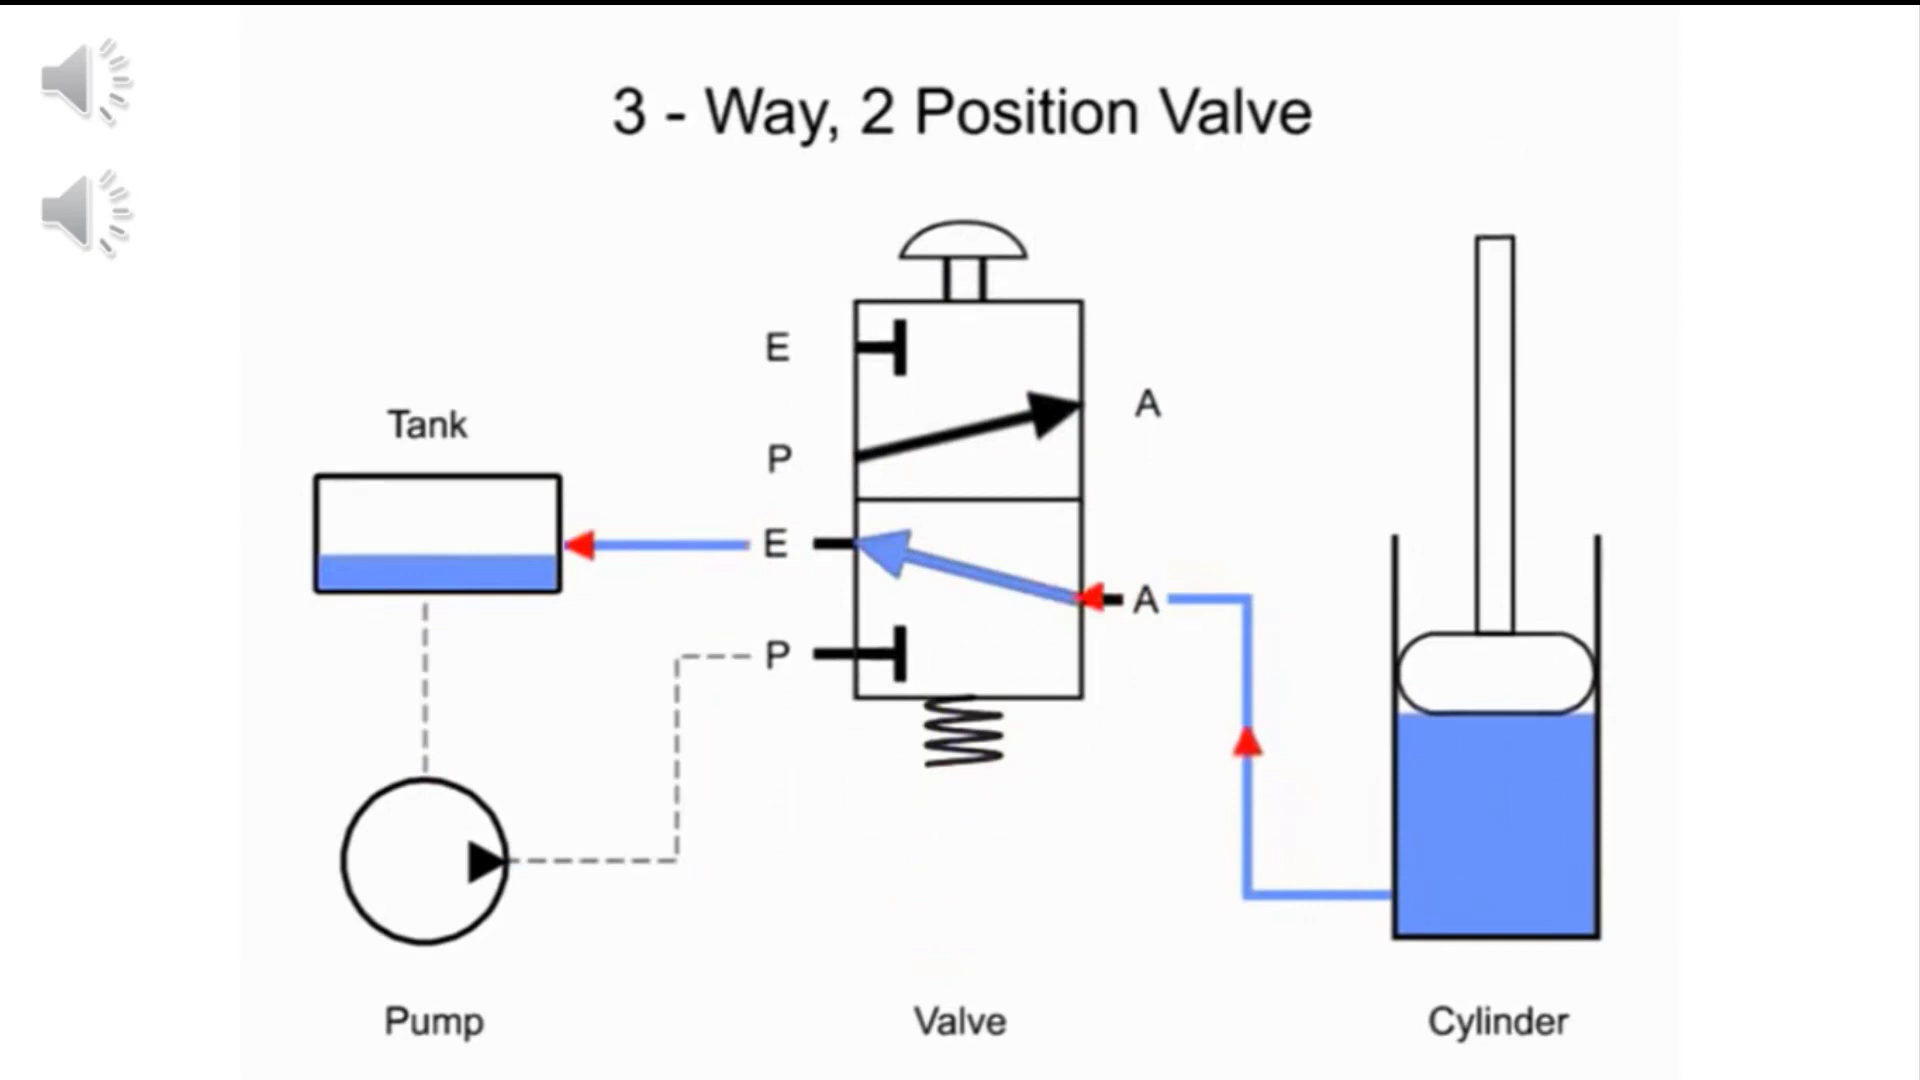 3 - Way, 2 Position Valve
E
A
Tank
P
E
A
P
Pump
Valve
Cylinder